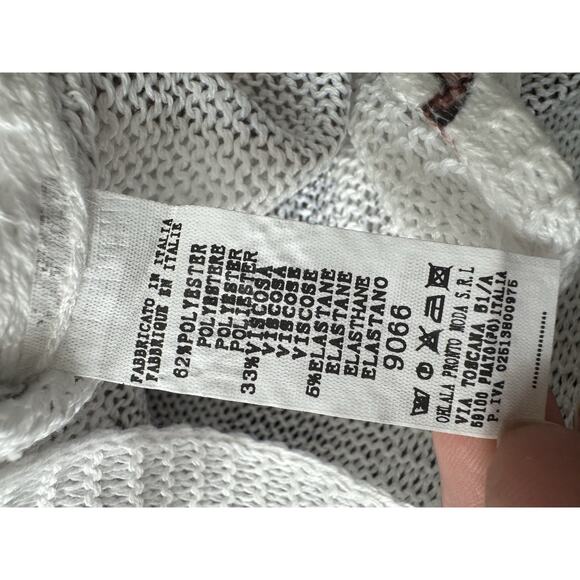 FABBRICATO IN ITALIA
FABRIQUE EN ITALIE
62%POLYESTER
POLYESTERE
POLYESTER
POLIESTER
33%VISCOSA
VISCOSA
VISCOSE
VISCOSE
5%ELASTANE
ELASTANE
ELASTHANE
ELASTANO
9066
OHLALA PRONTO MODA S.R.L
VIA TOSCANA 51/A
59100 PRATO(PO)ITALIA
P.IVA 02513800975